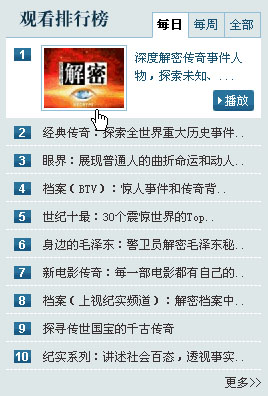 观看排行榜
每日 每周 全部
1
解密
深度解密传奇事件人
物，探索未知、...
播放
2 经典传奇：探索全世界重大历史事件..
3 眼界：展现普通人的曲折命运和动人..
4 档案（BTV）：惊人事件和传奇背..
5 世纪十最：30个震惊世界的Top..
6 身边的毛泽东：警卫员解密毛泽东秘..
7 新电影传奇：每一部电影都有自己的..
8 档案（上视纪实频道）：解密档案中..
9 探寻传世国宝的千古传奇
10 纪实系列：讲述社会百态，透视事实..
更多>>